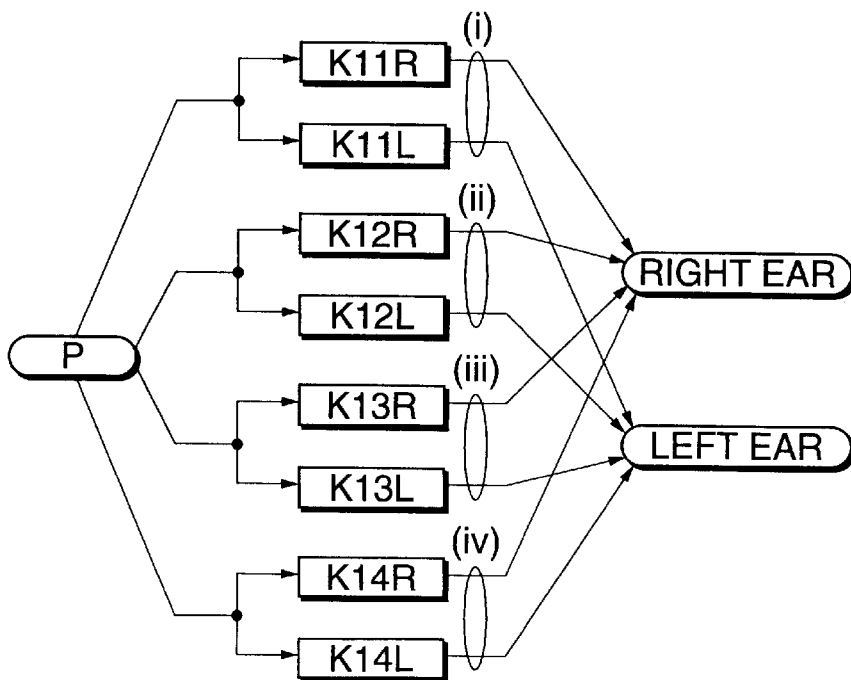 (i)
K11R
K11L
(ii)
K12R
RIGHT EAR
K12L
P
(iii)
K13R
LEFT EAR
K13L
(iv)
K14R
K14L